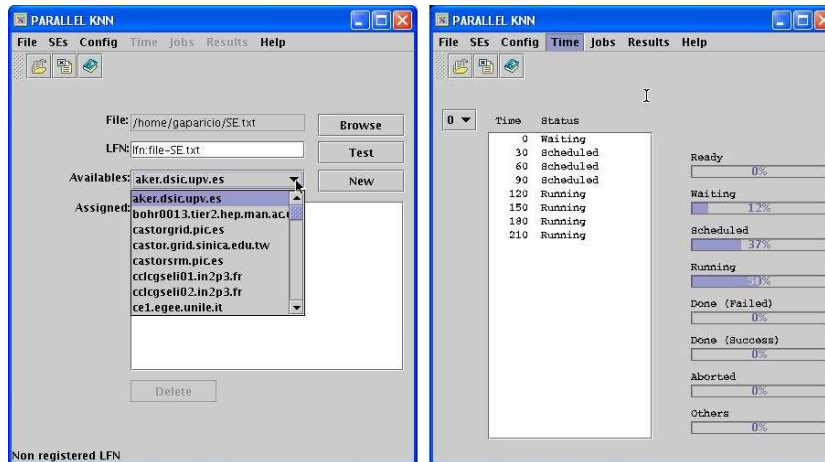 PARALLEL KNN
File SEs Config Time Jobs Results Help
File: /home/gaparicio/SE.txt Browse
LFN: lfn:file-SE.txt Test
Availables: aker.dsic.upv.es New
Assigned:
aker.dsic.upv.es
bohr0013.tier2.hep.man.ac.u
castorgrid.pic.es
castor.grid.sinica.edu.tw
castorsrm.pic.es
cclcgseli01.in2p3.fr
cclcgseli02.in2p3.fr
ce1.egee.unile.it
Delete
Non registered LFN
PARALLEL KNN
File SEs Config Time Jobs Results Help
0
Time Status
0 Waiting
30 Scheduled
60 Scheduled
90 Scheduled
120 Running
150 Running
180 Running
210 Running
Ready
0%
Waiting
12%
Scheduled
37%
Running
50%
Done (Failed)
0%
Done (Success)
0%
Aborted
0%
Others
0%